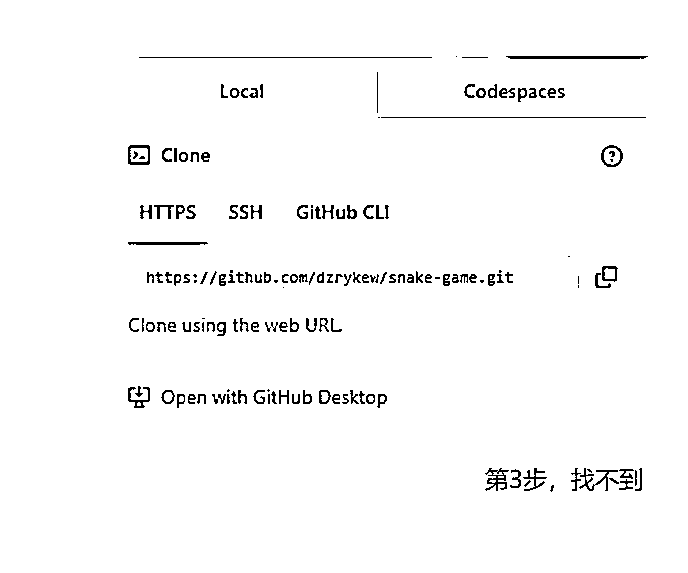 Local
Codespaces
Clone
HTTPS
SSH
GitHub CLI
https://github.com/dzrykew/snake-game.git
Clone using the web URL.
Open with GitHub Desktop
第3步，找不到